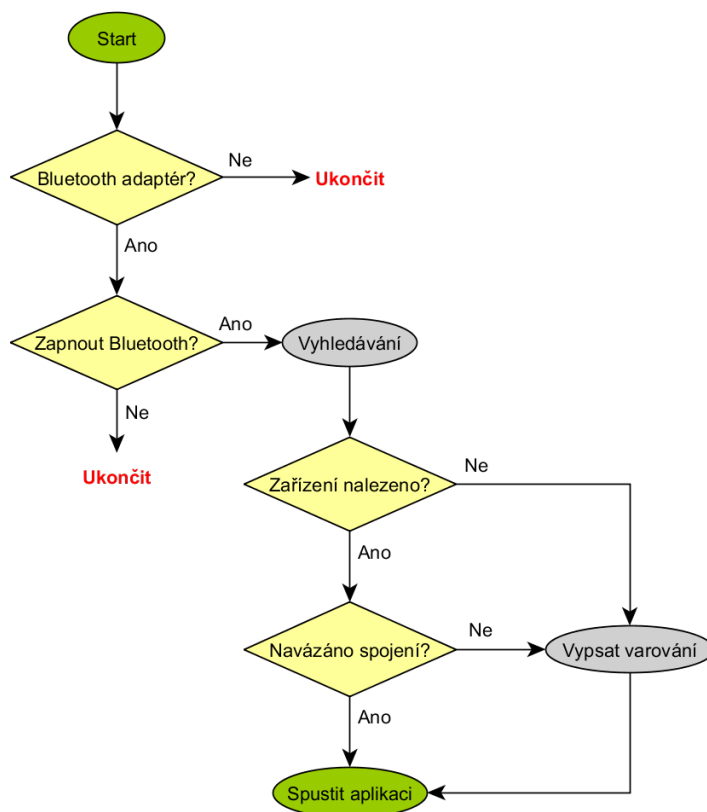 Start
Bluetooth adaptér?
Ne
Ukončit
Ano
Zapnout Bluetooth?
Ano
Vyhledávání
Ne
Ukončit
Zařízení nalezeno?
Ne
Ano
Navázáno spojení?
Ne
Vypsat varování
Ano
Spustit aplikaci